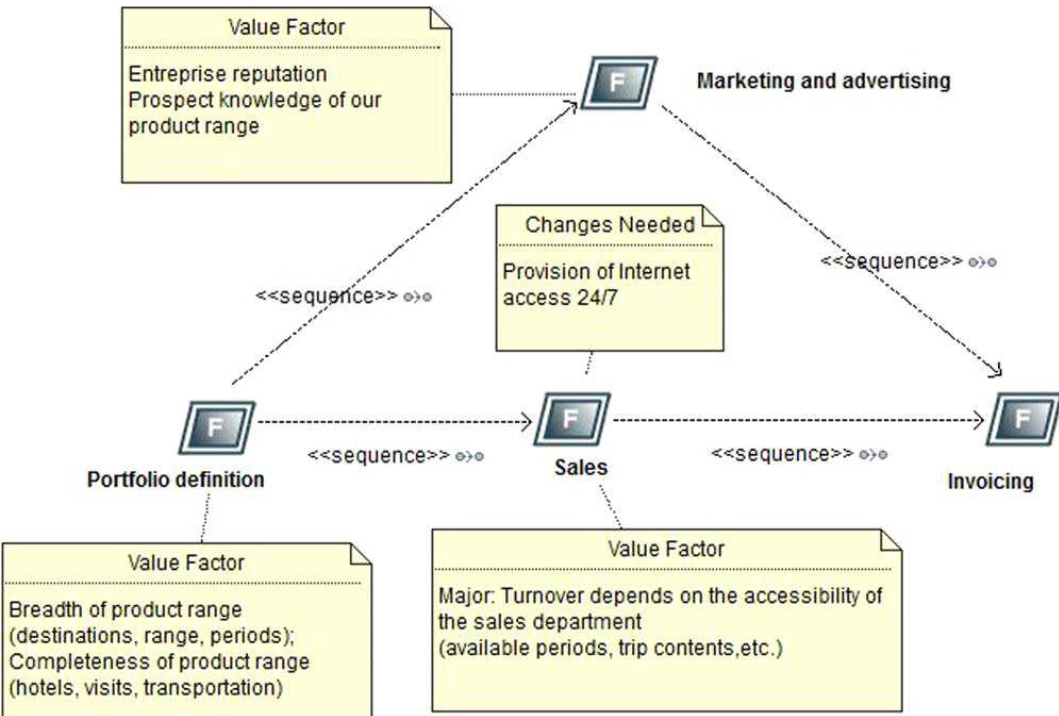 Value Factor
Entreprise reputation
Prospect knowledge of our
product range
F
Marketing and advertising
Changes Needed
Provision of Internet
access 24/7
<<sequence>>
<<sequence>>
F
Portfolio definition
<<sequence>>
F
Sales
<<sequence>>
F
Invoicing
Value Factor
Breadth of product range
(destinations, range, periods);
Completeness of product range
(hotels, visits, transportation)
Value Factor
Major: Turnover depends on the accessibility of
the sales department
(available periods, trip contents,etc.)